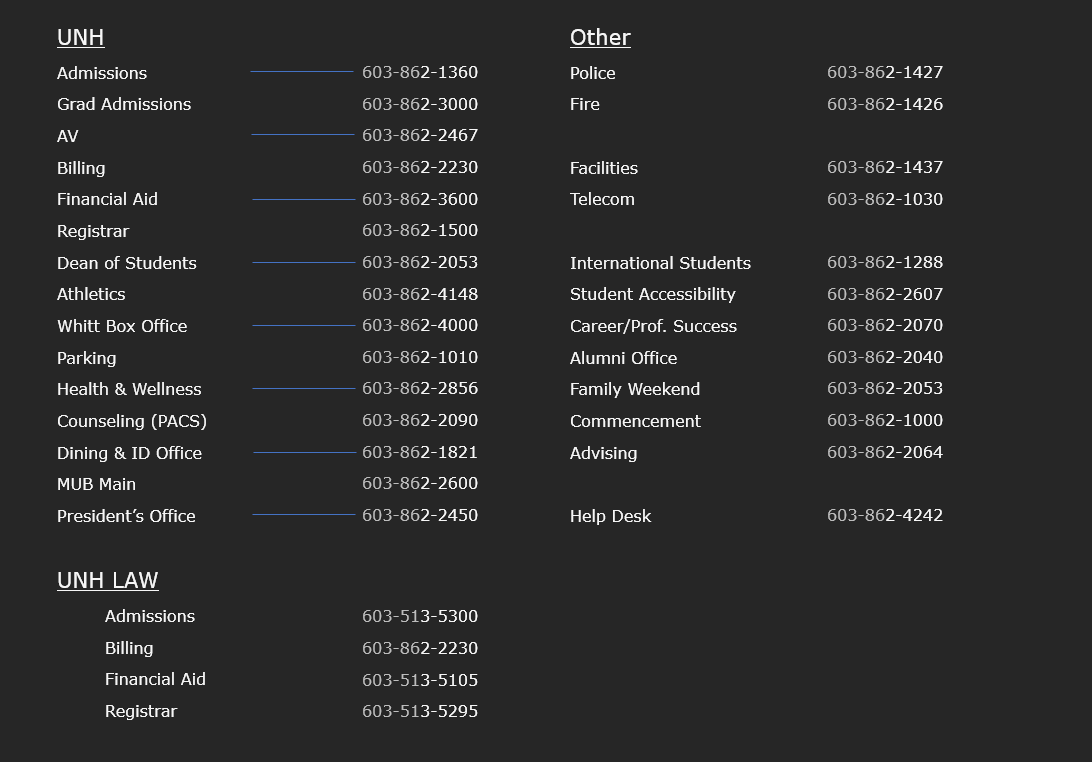 UNH
Admissions 603-862-1360
Grad Admissions 603-862-3000
AV 603-862-2467
Billing 603-862-2230
Financial Aid 603-862-3600
Registrar 603-862-1500
Dean of Students 603-862-2053
Athletics 603-862-4148
Whitt Box Office 603-862-4000
Parking 603-862-1010
Health & Wellness 603-862-2856
Counseling (PACS) 603-862-2090
Dining & ID Office 603-862-1821
MUB Main 603-862-2600
President’s Office 603-862-2450
UNH LAW
Admissions 603-513-5300
Billing 603-862-2230
Financial Aid 603-513-5105
Registrar 603-513-5295
Other
Police 603-862-1427
Fire 603-862-1426
Facilities 603-862-1437
Telecom 603-862-1030
International Students 603-862-1288
Student Accessibility 603-862-2607
Career/Prof. Success 603-862-2070
Alumni Office 603-862-2040
Family Weekend 603-862-2053
Commencement 603-862-1000
Advising 603-862-2064
Help Desk 603-862-4242